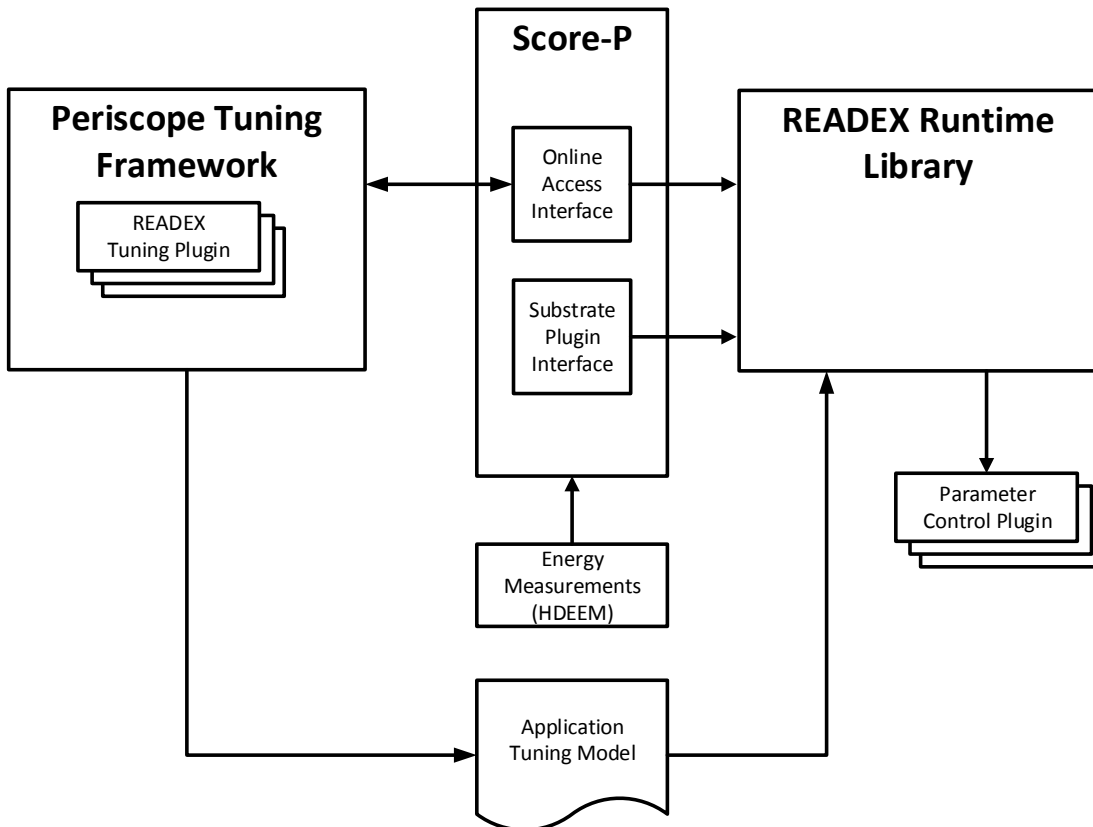 Score-P
Periscope Tuning
Framework
READEX
Tuning Plugin
Online
Access
Interface
Substrate
Plugin
Interface
READEX Runtime
Library
Parameter
Control Plugin
Energy
Measurements
(HDEEM)
Application
Tuning Model